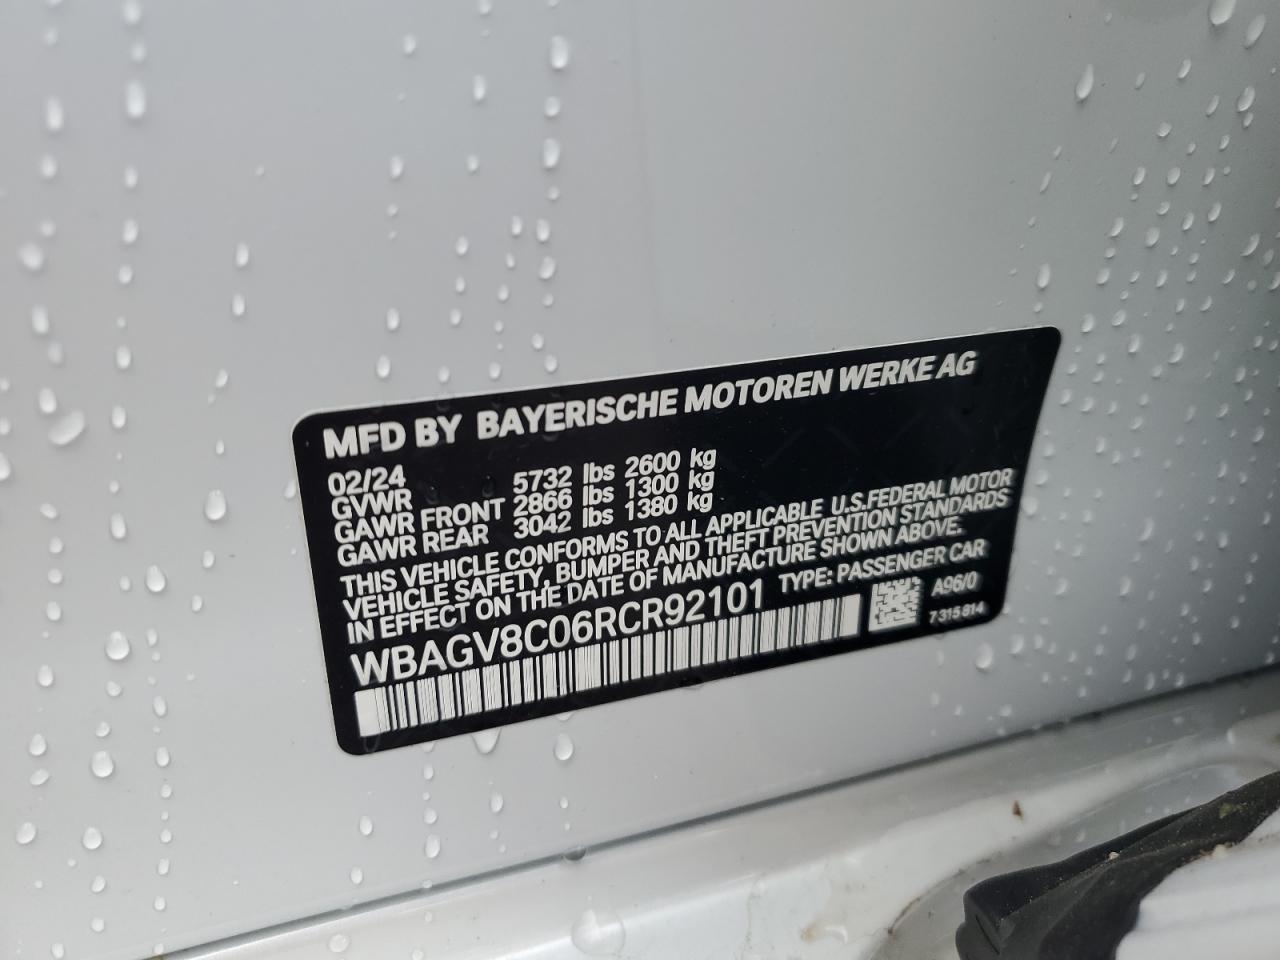 MFD BY BAYERISCHE MOTOREN WERKE AG
02/24
GVWR 5732 lbs 2600 kg
GAWR FRONT 2866 lbs 1300 kg
GAWR REAR 3042 lbs 1380 kg
THIS VEHICLE CONFORMS TO ALL APPLICABLE U.S.FEDERAL MOTOR
VEHICLE SAFETY, BUMPER AND THEFT PREVENTION STANDARDS
IN EFFECT ON THE DATE OF MANUFACTURE SHOWN ABOVE.
WBAGV8C06RCR92101 TYPE: PASSENGER CAR
A96/0
7 315 814